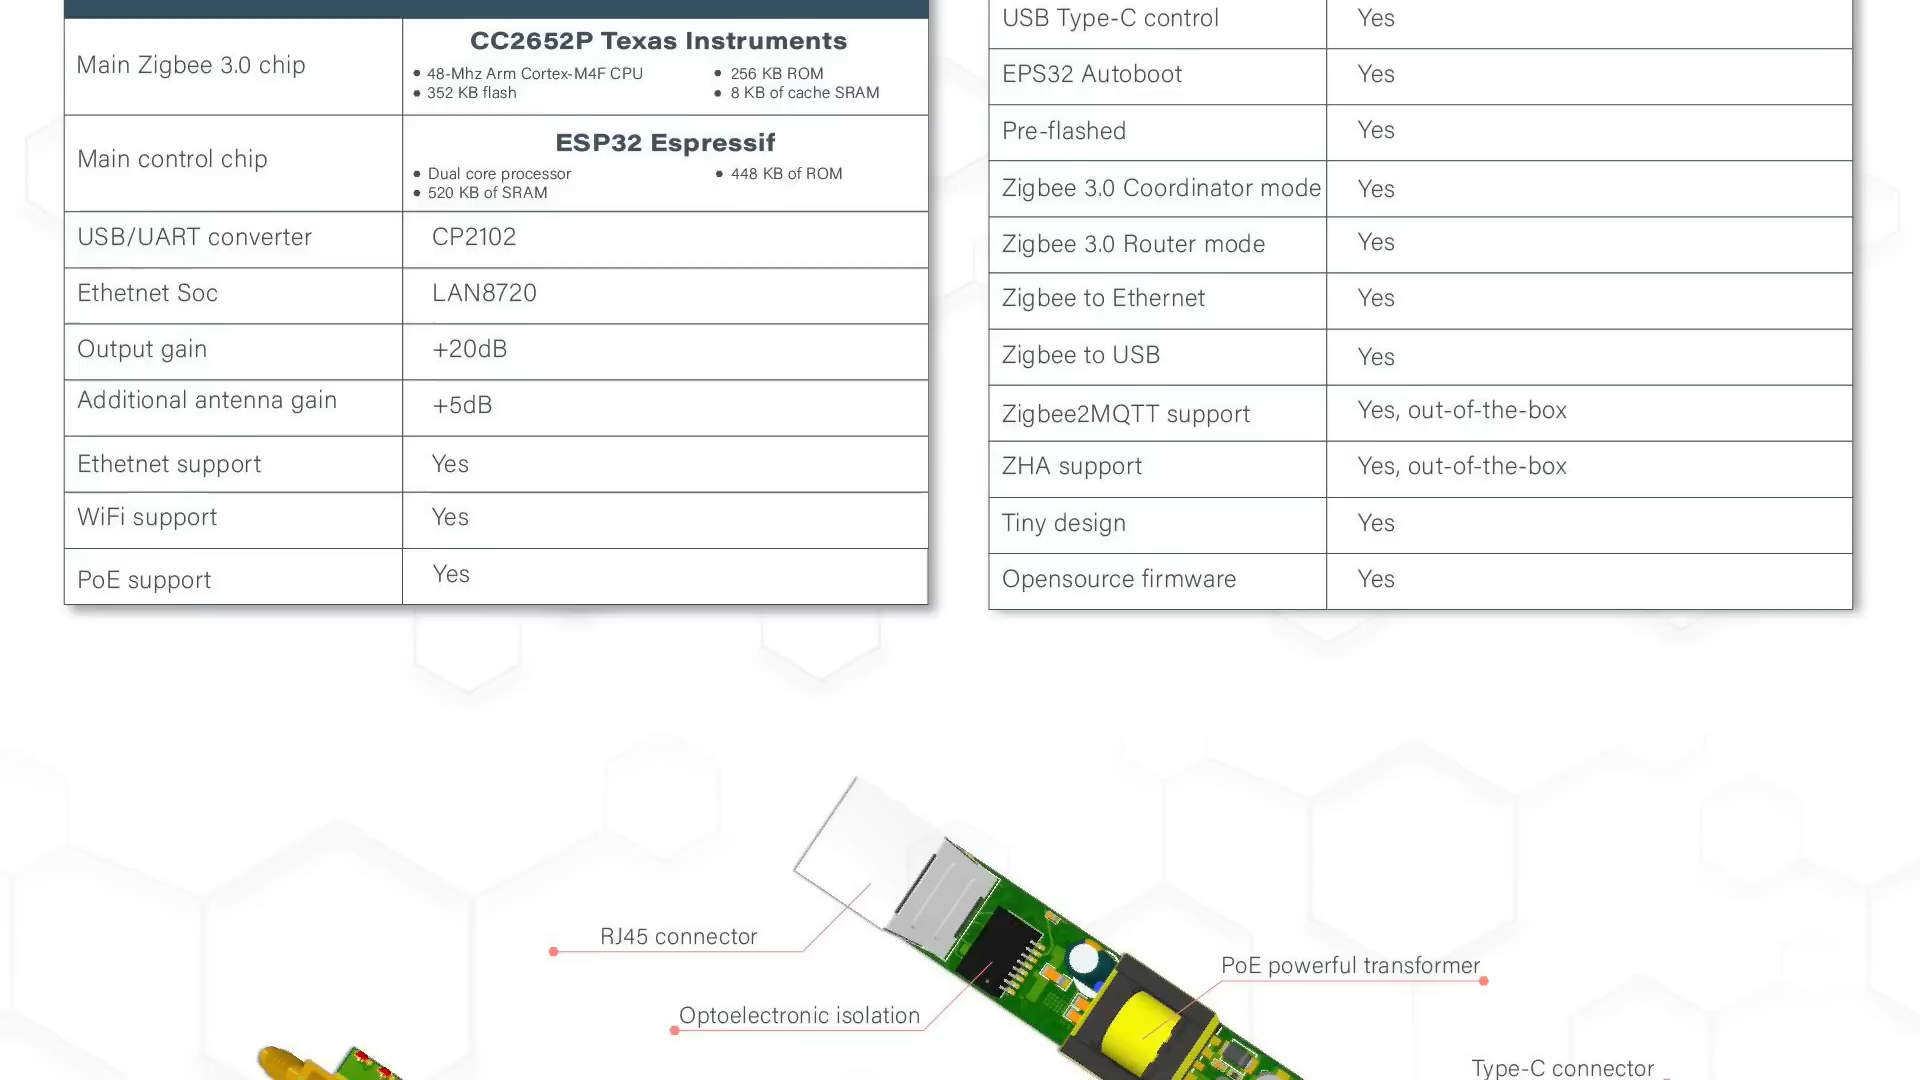 Main Zigbee 3.0 chip
CC2652P Texas Instruments
• 48-Mhz Arm Cortex-M4F CPU
• 256 KB ROM
• 352 KB flash
• 8 KB of cache SRAM
Main control chip
ESP32 Espressif
• Dual core processor
• 448 KB of ROM
• 520 KB of SRAM
USB/UART converter
CP2102
Ethetnet Soc
LAN8720
Output gain
+20dB
Additional antenna gain
+5dB
Ethetnet support
Yes
WiFi support
Yes
PoE support
Yes
USB Type-C control
Yes
EPS32 Autoboot
Yes
Pre-flashed
Yes
Zigbee 3.0 Coordinator mode
Yes
Zigbee 3.0 Router mode
Yes
Zigbee to Ethernet
Yes
Zigbee to USB
Yes
Zigbee2MQTT support
Yes, out-of-the-box
ZHA support
Yes, out-of-the-box
Tiny design
Yes
Opensource firmware
Yes
RJ45 connector
PoE powerful transformer
Optoelectronic isolation
Type-C connector